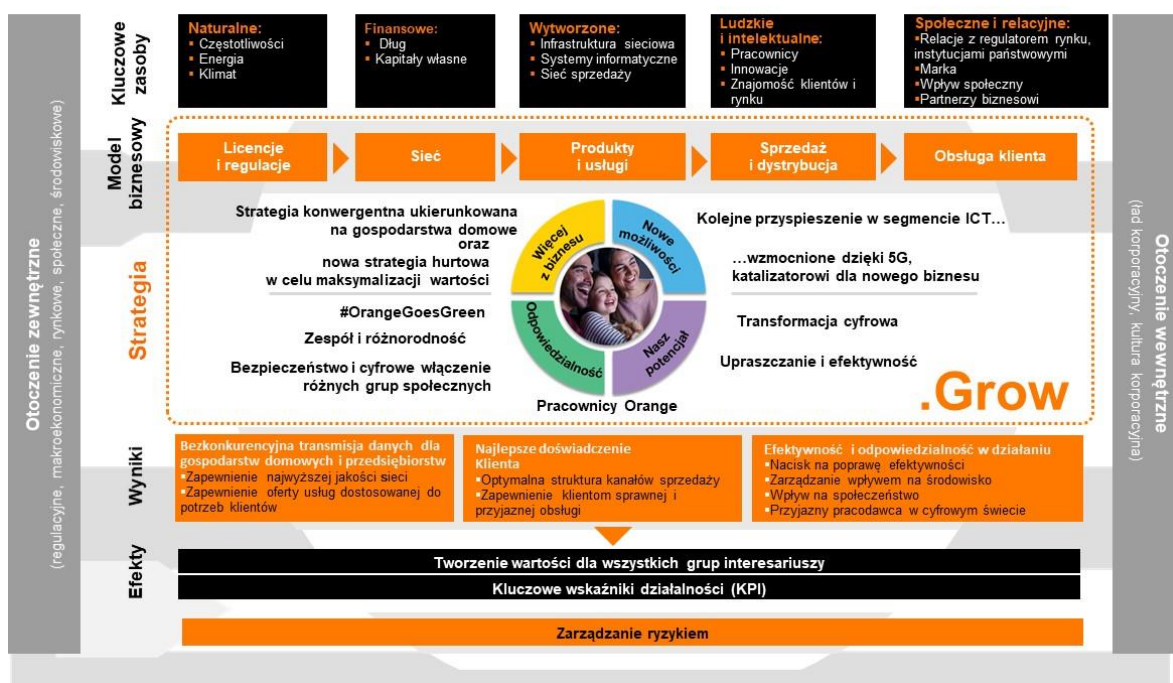 Otoczenie zewnętrzne
(regulacyjne, makroekonomiczne, rynkowe, społeczne, środowiskowe)
Kluczowe
zasoby
Naturalne:
▪ Częstotliwości
▪ Energia
▪ Klimat
Finansowe:
▪ Dług
▪ Kapitały własne
Wytworzone:
▪ Infrastruktura sieciowa
▪ Systemy informatyczne
▪ Sieć sprzedaży
Ludzkie
i intelektualne:
▪ Pracownicy
▪ Innowacje
▪ Znajomość klientów i
rynku
Społeczne i relacyjne:
▪Relacje z regulatorem rynku,
instytucjami państwowymi
▪Marka
▪Wpływ społeczny
▪Partnerzy biznesowi
Model
biznesowy
Licencje
i regulacje
Sieć
Produkty
i usługi
Sprzedaż
i dystrybucja
Obsługa klienta
Strategia
Strategia konwergentna ukierunkowana
na gospodarstwa domowe
oraz
nowa strategia hurtowa
w celu maksymalizacji wartości
#OrangeGoesGreen
Zespół i różnorodność
Bezpieczeństwo i cyfrowe włączenie
różnych grup społecznych
Więcej
z biznesu
Nowe
możliwości
Odpowiedzialność
Nasz
potencjał
Pracownicy Orange
Kolejne przyspieszenie w segmencie ICT…
…wzmocnione dzięki 5G,
katalizatorowi dla nowego biznesu
Transformacja cyfrowa
Upraszczanie i efektywność
.Grow
Wyniki
Bezkonkurencyjna transmisja danych dla
gospodarstw domowych i przedsiębiorstw
▪Zapewnienie najwyższej jakości sieci
▪Zapewnienie oferty usług dostosowanej do
potrzeb klientów
Najlepsze doświadczenie
Klienta
▪Optymalna struktura kanałów sprzedaży
▪Zapewnienie klientom sprawnej i
przyjaznej obsługi
Efektywność i odpowiedzialność w działaniu
▪Nacisk na poprawę efektywności
▪Zarządzanie wpływem na środowisko
▪Wpływ na społeczeństwo
▪Przyjazny pracodawca w cyfrowym świecie
Efekty
Tworzenie wartości dla wszystkich grup interesariuszy
Kluczowe wskaźniki działalności (KPI)
Zarządzanie ryzykiem
Otoczenie wewnętrzne
(ład korporacyjny, kultura korporacyjna)